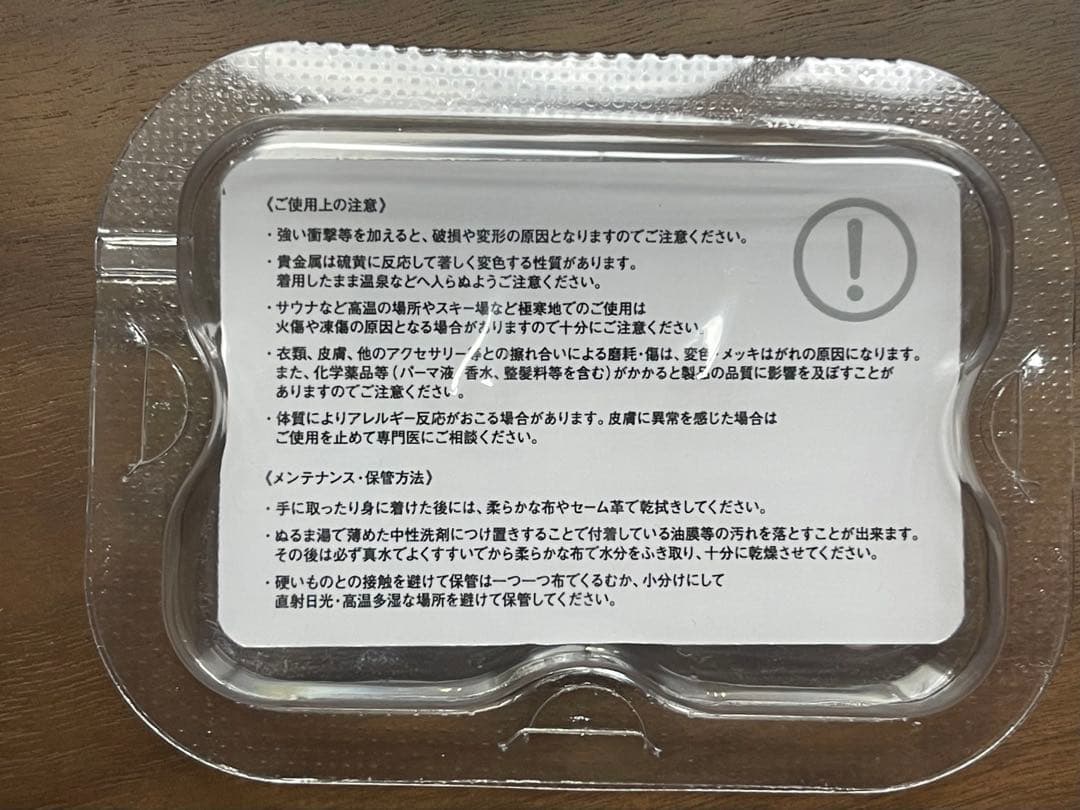 《ご使用上の注意》
・強い衝撃等を加えると、破損や変形の原因となりますのでご注意ください。
・貴金属は硫黄に反応して著しく変色する性質があります。
着用したまま温泉などへ入らぬようご注意ください。
・サウナなど高温の場所やスキー場など極寒地でのご使用は
火傷や凍傷の原因となる場合がありますので十分にご注意ください。
・衣類、皮膚、他のアクセサリー等との擦れ合いによる磨耗・傷は、変色・メッキはがれの原因になります。
また、化学薬品等（パーマ液、香水、整髪料等を含む）がかかると製品の品質に影響を及ぼすことが
ありますのでご注意ください。
・体質によりアレルギー反応がおこる場合があります。皮膚に異常を感じた場合は
ご使用を止めて専門医にご相談ください。
《メンテナンス・保管方法》
・手に取ったり身に着けた後には、柔らかな布やセーム革で乾拭きしてください。
・ぬるま湯で薄めた中性洗剤につけ置きすることで付着している油膜等の汚れを落とすことが出来ます。
その後は必ず真水でよくすすいでから柔らかな布で水分をふき取り、十分に乾燥させてください。
・硬いものとの接触を避けて保管は一つ一つ布でくるむか、小分けにして
直射日光・高温多湿な場所を避けて保管してください。